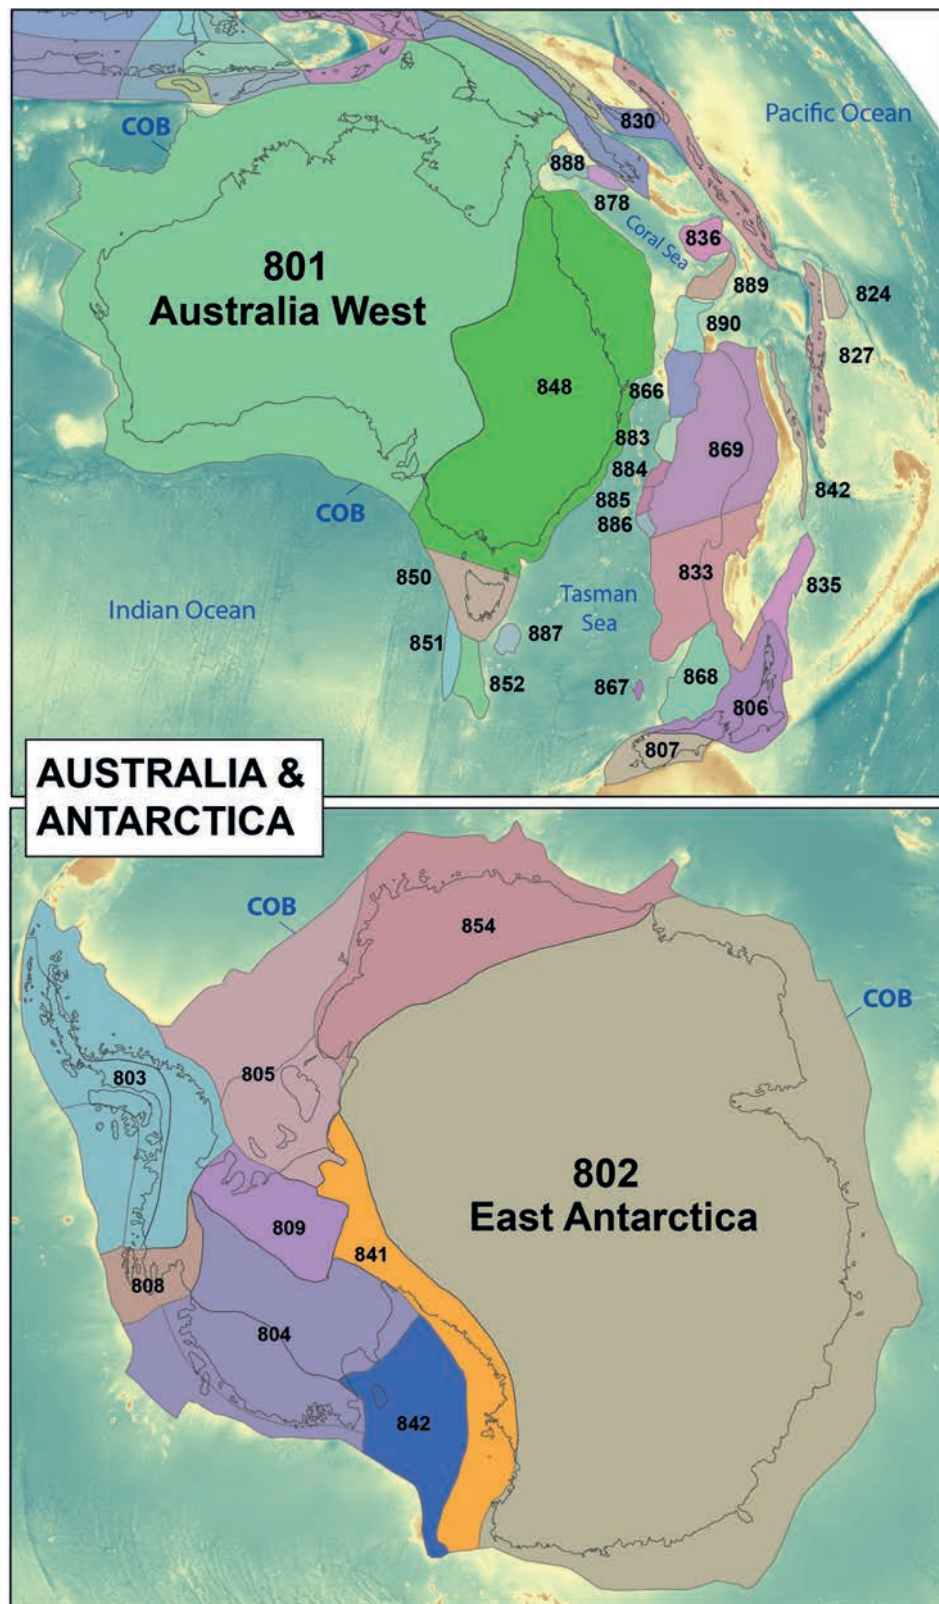 Pacific Ocean
COB
830
888
878
Coral Sea
836
801
Australia West
889
824
890
827
848
866
883
869
884
842
885
COB
886
850
833
835
Indian Ocean
Tasman
Sea
887
851
868
852
867
806
807
AUSTRALIA &
ANTARCTICA
COB
854
COB
803
805
802
East Antarctica
809
841
808
804
842